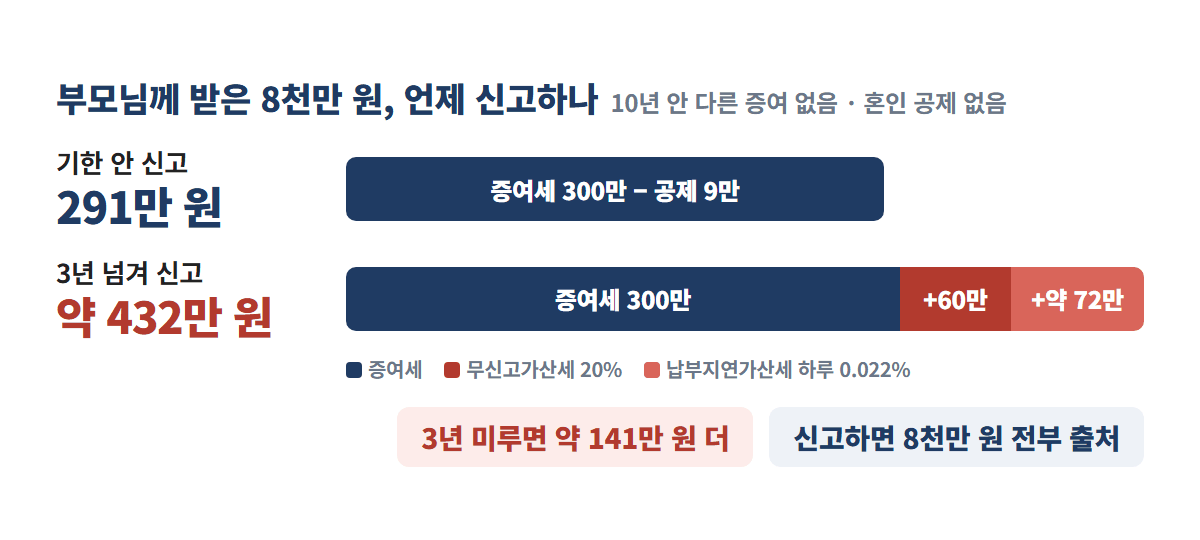 부모님께 받은 8천만 원, 언제 신고하나 10년 안 다른 증여 없음 · 혼인 공제 없음
기한 안 신고
291만 원
증여세 300만 − 공제 9만
3년 넘겨 신고
약 432만 원
증여세 300만 +60만 +약 72만
증여세 무신고가산세 20% 납부지연가산세 하루 0.022%
3년 미루면 약 141만 원 더 신고하면 8천만 원 전부 출처